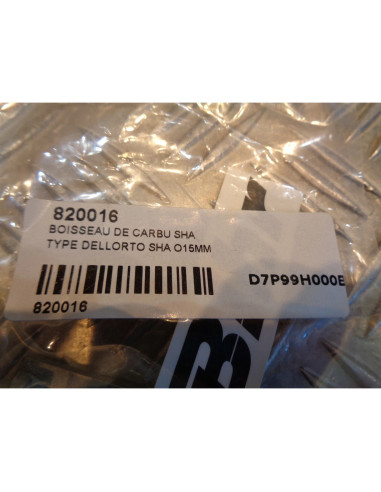 820016
BOISSEAU DE CARBU SHA
TYPE DELLORTO SHA O15MM
D7P99H000E
820016